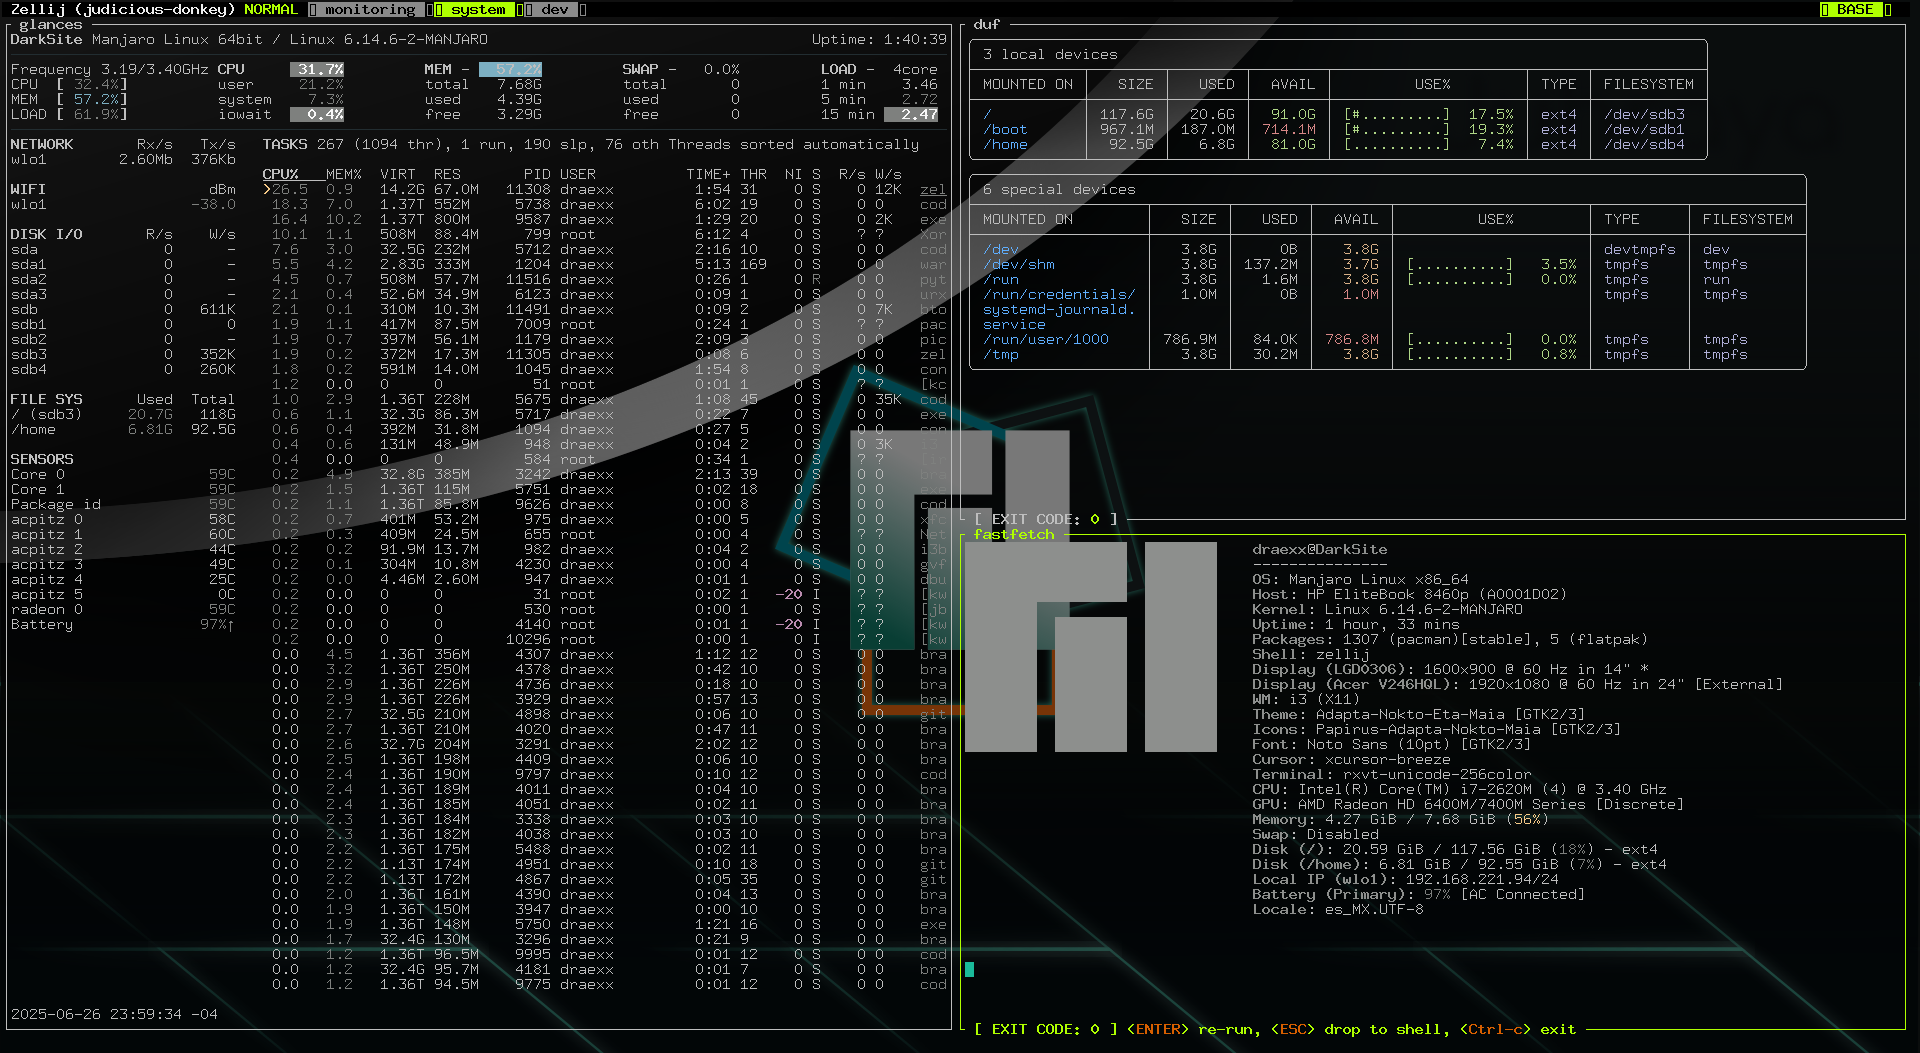 Zellij (judicious-donkey) NORMAL monitoring system dev BASE
glances
DarkSite Manjaro Linux 64bit / Linux 6.14.6-2-MANJARO Uptime: 1:40:39
Frequency 3.19/3.40GHz CPU 31.7% MEM - 57.2% SWAP - 0.0% LOAD - 4core
CPU [ 32.4%] user 21.2% total 7.68G total 0 1 min 3.46
MEM [ 57.2%] system 7.3% used 4.39G used 0 5 min 2.72
LOAD [ 61.9%] iowait 0.4% free 3.29G free 0 15 min 2.47
NETWORK Rx/s Tx/s
wlo1 2.60Mb 376Kb
WIFI dBm
wlo1 -38.0
DISK I/O R/s W/s
sda 0 -
sda1 0 -
sda2 0 -
sda3 0 -
sdb 0 611K
sdb1 0 0
sdb2 0 -
sdb3 0 352K
sdb4 0 260K
FILE SYS Used Total
/ (sdb3) 20.7G 118G
/home 6.81G 92.5G
SENSORS
Core 0 59C
Core 1 59C
Package id 59C
acpitz 0 58C
acpitz 1 60C
acpitz 2 44C
acpitz 3 49C
acpitz 4 25C
acpitz 5 0C
radeon 0 59C
Battery 97%↑
TASKS 267 (1094 thr), 1 run, 190 slp, 76 oth Threads sorted automatically
CPU% MEM% VIRT RES PID USER TIME+ THR NI S R/s W/s
>26.5 0.9 14.2G 67.0M 11308 draexx 1:54 31 0 S 0 12K zel
18.3 7.0 1.37T 552M 5738 draexx 6:02 19 0 S 0 0 cod
16.4 10.2 1.37T 800M 9587 draexx 1:29 20 0 S 0 2K exe
10.1 1.1 508M 88.4M 799 root 6:12 4 0 S ? ? Xor
7.6 3.0 32.5G 232M 5712 draexx 2:16 10 0 S 0 0 cod
5.5 4.2 2.83G 333M 1204 draexx 5:13 169 0 S 0 0 war
4.5 0.7 508M 57.7M 11516 draexx 0:26 1 0 R 0 0 pyt
2.1 0.4 52.6M 34.9M 6123 draexx 0:09 1 0 S 0 0 urx
2.1 0.1 310M 10.3M 11491 draexx 0:09 2 0 S 0 7K bto
1.9 1.1 417M 87.5M 7009 root 0:24 1 0 S ? ? pac
1.9 0.7 397M 56.1M 1179 draexx 2:09 3 0 S 0 0 pic
1.9 0.2 372M 17.3M 11305 draexx 0:08 6 0 S 0 0 zel
1.8 0.2 591M 14.0M 1045 draexx 1:54 8 0 S 0 0 con
1.2 0.0 0 0 51 root 0:01 1 0 S ? ? [kc
1.0 2.9 1.36T 228M 5675 draexx 1:08 45 0 S 0 35K cod
0.6 1.1 32.3G 86.3M 5717 draexx 0:22 7 0 S 0 0 exe
0.6 0.4 392M 31.8M 1094 draexx 0:27 5 0 S 0 0 con
0.4 0.6 131M 48.9M 948 draexx 0:04 2 0 S 0 3K
0.4 0.0 0 0 584 root 0:34 1 0 S ? ?
0.2 4.9 32.8G 385M 3242 draexx 2:13 39 0 S 0 0 bra
0.2 1.5 1.36T 115M 5751 draexx 0:02 18 0 S 0 0 exe
0.2 1.1 1.36T 85.8M 9626 draexx 0:00 8 0 S 0 0 cod
0.2 0.7 401M 53.2M 975 draexx 0:00 5 0 S 0 0 xfc
0.2 0.3 409M 24.5M 655 root 0:00 4 0 S ? ? Net
0.2 0.2 91.9M 13.7M 982 draexx 0:04 2 0 S 0 0 i3b
0.2 0.1 304M 10.8M 4230 draexx 0:00 4 0 S 0 0 gvf
0.2 0.0 4.46M 2.60M 947 draexx 0:01 1 0 S 0 0 dbu
0.2 0.0 0 0 31 root 0:02 1 -20 I ? ? [kw
0.2 0.0 0 0 530 root 0:00 1 0 S ? ? [jb
0.2 0.0 0 0 4140 root 0:01 1 -20 I ? ? [kw
0.2 0.0 0 0 10296 root 0:00 1 0 I ? ? [kw
0.0 4.5 1.36T 356M 4307 draexx 1:12 12 0 S 0 0 bra
0.0 3.2 1.36T 250M 4378 draexx 0:42 10 0 S 0 0 bra
0.0 2.9 1.36T 226M 4736 draexx 0:18 10 0 S 0 0 bra
0.0 2.9 1.36T 226M 3929 draexx 0:57 13 0 S 0 0 bra
0.0 2.7 32.5G 210M 4898 draexx 0:06 10 0 S 0 0 git
0.0 2.7 1.36T 210M 4020 draexx 0:47 11 0 S 0 0 bra
0.0 2.6 32.7G 204M 3291 draexx 2:02 12 0 S 0 0 bra
0.0 2.5 1.36T 198M 4409 draexx 0:06 10 0 S 0 0 bra
0.0 2.4 1.36T 190M 9797 draexx 0:10 12 0 S 0 0 cod
0.0 2.4 1.36T 189M 4011 draexx 0:04 10 0 S 0 0 bra
0.0 2.4 1.36T 185M 4051 draexx 0:02 11 0 S 0 0 bra
0.0 2.3 1.36T 184M 3338 draexx 0:03 10 0 S 0 0 bra
0.0 2.3 1.36T 182M 4038 draexx 0:03 10 0 S 0 0 bra
0.0 2.2 1.36T 175M 5488 draexx 0:02 11 0 S 0 0 bra
0.0 2.2 1.13T 174M 4951 draexx 0:10 18 0 S 0 0 git
0.0 2.2 1.13T 172M 4867 draexx 0:05 35 0 S 0 0 git
0.0 2.0 1.36T 161M 4390 draexx 0:04 13 0 S 0 0 bra
0.0 1.9 1.36T 150M 3947 draexx 0:00 10 0 S 0 0 bra
0.0 1.9 1.36T 148M 5750 draexx 1:21 16 0 S 0 0 exe
0.0 1.7 32.4G 130M 3296 draexx 0:21 9 0 S 0 0 bra
0.0 1.2 1.36T 96.5M 9995 draexx 0:01 12 0 S 0 0 cod
0.0 1.2 32.4G 95.7M 4181 draexx 0:01 7 0 S 0 0 bra
0.0 1.2 1.36T 94.5M 9775 draexx 0:01 12 0 S 0 0 cod
2025-06-26 23:59:34 -04
duf
3 local devices
MOUNTED ON SIZE USED AVAIL USE% TYPE FILESYSTEM
/ 117.6G 20.6G 91.0G [#.........] 17.5% ext4 /dev/sdb3
/boot 967.1M 187.0M 714.1M [#.........] 19.3% ext4 /dev/sdb1
/home 92.5G 6.8G 81.0G [..........] 7.4% ext4 /dev/sdb4
6 special devices
MOUNTED ON SIZE USED AVAIL USE% TYPE FILESYSTEM
/dev 3.8G 0B 3.8G devtmpfs dev
/dev/shm 3.8G 137.2M 3.7G [..........] 3.5% tmpfs tmpfs
/run 3.8G 1.6M 3.8G [..........] 0.0% tmpfs run
/run/credentials/ 1.0M 0B 1.0M tmpfs tmpfs
systemd-journald.
service
/run/user/1000 786.9M 84.0K 786.8M [..........] 0.0% tmpfs tmpfs
/tmp 3.8G 30.2M 3.8G [..........] 0.8% tmpfs tmpfs
[ EXIT CODE: 0 ]
fastfetch
draexx@DarkSite
---------------
OS: Manjaro Linux x86_64
Host: HP EliteBook 8460p (A0001D02)
Kernel: Linux 6.14.6-2-MANJARO
Uptime: 1 hour, 33 mins
Packages: 1307 (pacman)[stable], 5 (flatpak)
Shell: zellij
Display (LGD0306): 1600x900 @ 60 Hz in 14" *
Display (Acer V246HQL): 1920x1080 @ 60 Hz in 24" [External]
WM: i3 (X11)
Theme: Adapta-Nokto-Eta-Maia [GTK2/3]
Icons: Papirus-Adapta-Nokto-Maia [GTK2/3]
Font: Noto Sans (10pt) [GTK2/3]
Cursor: xcursor-breeze
Terminal: rxvt-unicode-256color
CPU: Intel(R) Core(TM) i7-2620M (4) @ 3.40 GHz
GPU: AMD Radeon HD 6400M/7400M Series [Discrete]
Memory: 4.27 GiB / 7.68 GiB (56%)
Swap: Disabled
Disk (/): 20.59 GiB / 117.56 GiB (18%) - ext4
Disk (/home): 6.81 GiB / 92.55 GiB (7%) - ext4
Local IP (wlo1): 192.168.221.94/24
Battery (Primary): 97% [AC Connected]
Locale: es_MX.UTF-8
[ EXIT CODE: 0 ] <ENTER> re-run, <ESC> drop to shell, <Ctrl-c> exit